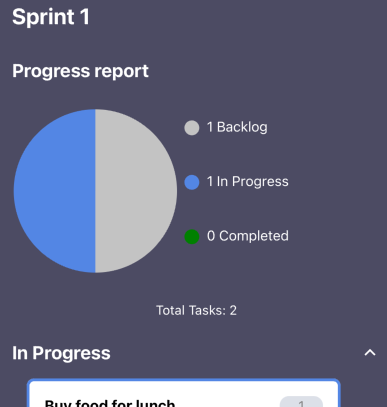 Sprint 1
Progress report
1 Backlog
1 In Progress
0 Completed
Total Tasks: 2
In Progress
Buy food for lunch
1